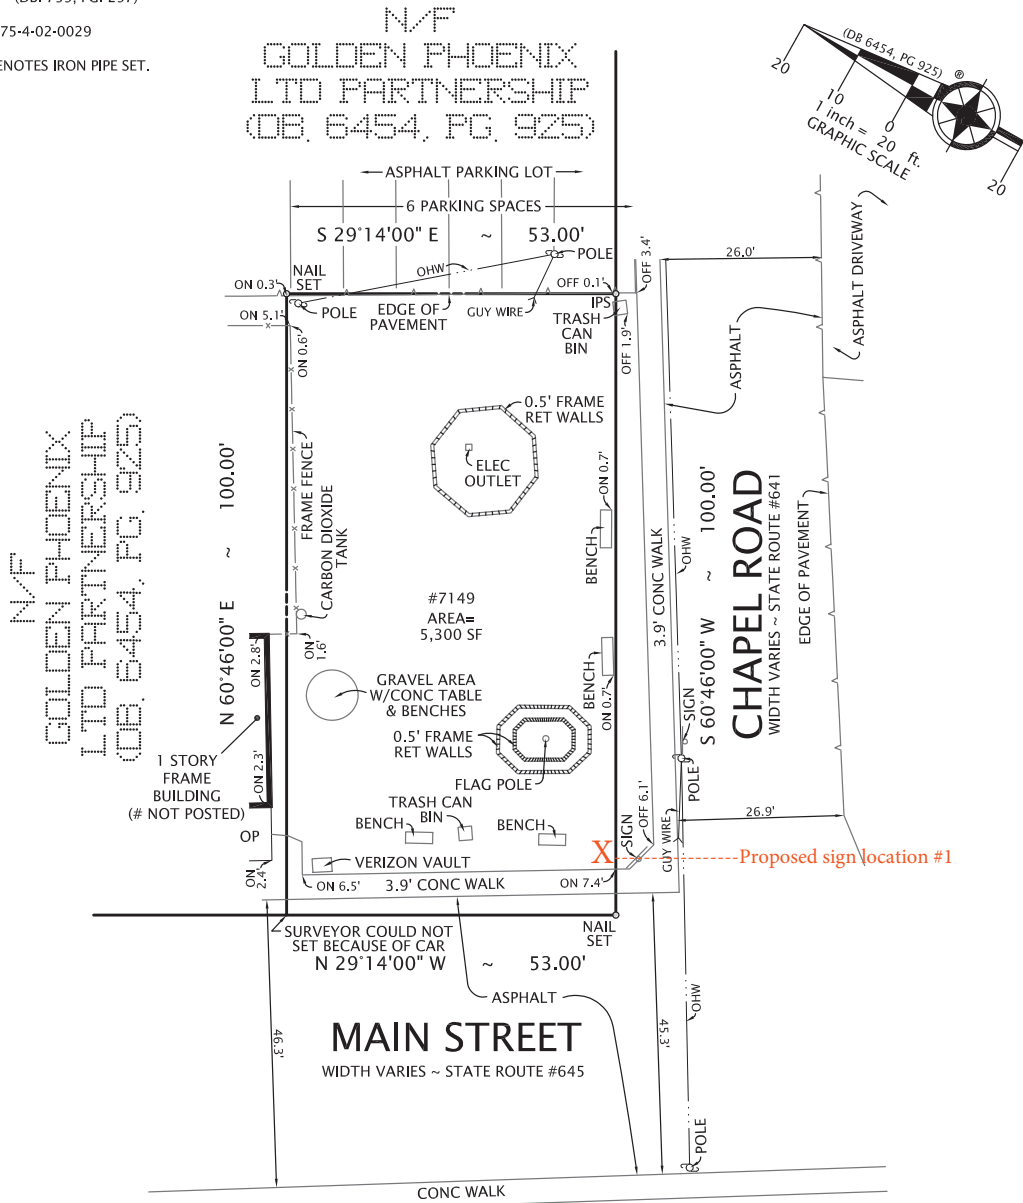 75-4-02-0029
ENOTES IRON PIPE SET.
N/F
GOLDEN PHOENIX
LTD PARTNERSHIP
(DB. 6454, PG. 925)
(DB 6454, PG 925)
®
20
10
0
20
1 inch = 20 ft.
GRAPHIC SCALE
ASPHALT PARKING LOT
6 PARKING SPACES
S 29°14'00" E ~ 53.00'
POLE
OHW
OFF 3.4'
26.0'
ASPHALT DRIVEWAY
ON 0.3'
NAIL
SET
OFF 0.1'
IPS
POLE
EDGE OF
PAVEMENT
GUY WIRE
TRASH
CAN
BIN
OFF 1.9'
ON 5.1'
ON 0.6'
ASPHALT
0.5' FRAME
RET WALLS
ELEC
OUTLET
N/F
GOLDEN PHOENIX
LTD PARTNERSHIP
(DB. 6454, PG. 925)
N 60°46'00" E ~ 100.00'
FRAME FENCE
CARBON DIOXIDE
TANK
ON 0.7'
BENCH
3.9' CONC WALK
OHW
S 60°46'00" W ~ 100.00'
CHAPEL ROAD
WIDTH VARIES ~ STATE ROUTE #641
EDGE OF PAVEMENT
#7149
AREA=
5,300 SF
ON
1.6'
ON 2.8'
ON 2.3'
GRAVEL AREA
W/CONC TABLE
& BENCHES
BENCH
ON 0.7'
0.5' FRAME
RET WALLS
FLAG POLE
SIGN
POLE
1 STORY
FRAME
BUILDING
(# NOT POSTED)
TRASH CAN
BIN
BENCH
BENCH
OFF 6.1'
SIGN
GUY WIRE
26.9'
OP
X
Proposed sign location #1
VERIZON VAULT
ON
2.4'
ON 6.5'
3.9' CONC WALK
ON 7.4'
SURVEYOR COULD NOT
SET BECAUSE OF CAR
NAIL
SET
N 29°14'00" W ~ 53.00'
ASPHALT
OHW
46.3'
45.3'
MAIN STREET
WIDTH VARIES ~ STATE ROUTE #645
POLE
CONC WALK